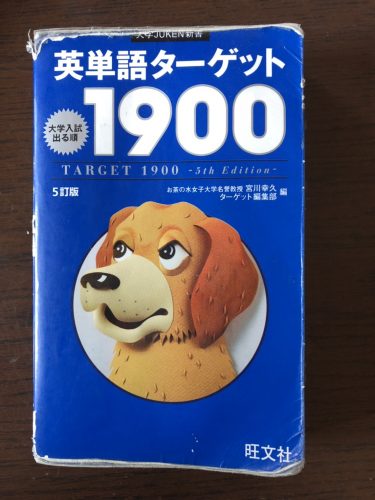 大学JUKEN新書
英単語ターゲット
大学入試
出る順
1900
TARGET 1900 -5th Edition-
5訂版
お茶の水女子大学名誉教授 宮川幸久
ターゲット編集部
編
旺文社